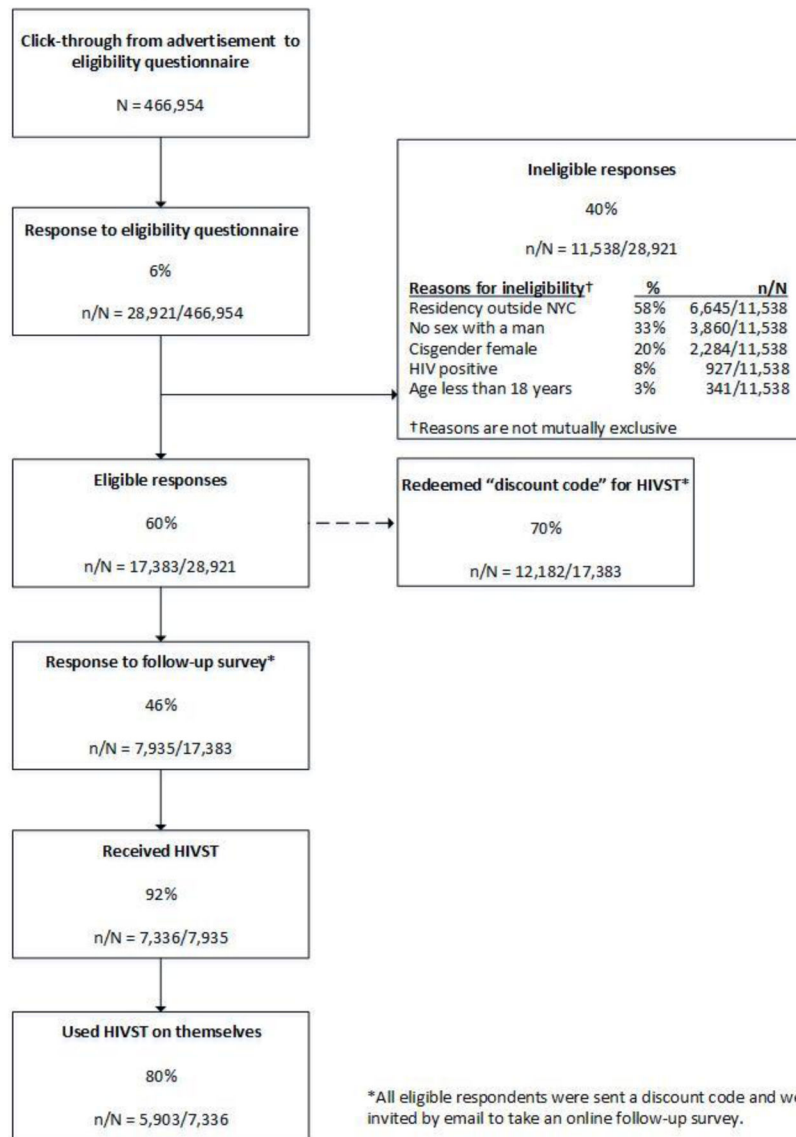 Click-through from advertisement to
eligibility questionnaire
N = 466,954
Response to eligibility questionnaire
6%
n/N = 28,921/466,954
Ineligible responses
40%
n/N = 11,538/28,921
Reasons for ineligibility† % n/N
Residency outside NYC 58% 6,645/11,538
No sex with a man 33% 3,860/11,538
Cisgender female 20% 2,284/11,538
HIV positive 8% 927/11,538
Age less than 18 years 3% 341/11,538
†Reasons are not mutually exclusive
Eligible responses
60%
n/N = 17,383/28,921
Redeemed “discount code” for HIVST*
70%
n/N = 12,182/17,383
Response to follow-up survey*
46%
n/N = 7,935/17,383
Received HIVST
92%
n/N = 7,336/7,935
Used HIVST on themselves
80%
n/N = 5,903/7,336
*All eligible respondents were sent a discount code and
invited by email to take an online follow-up survey.